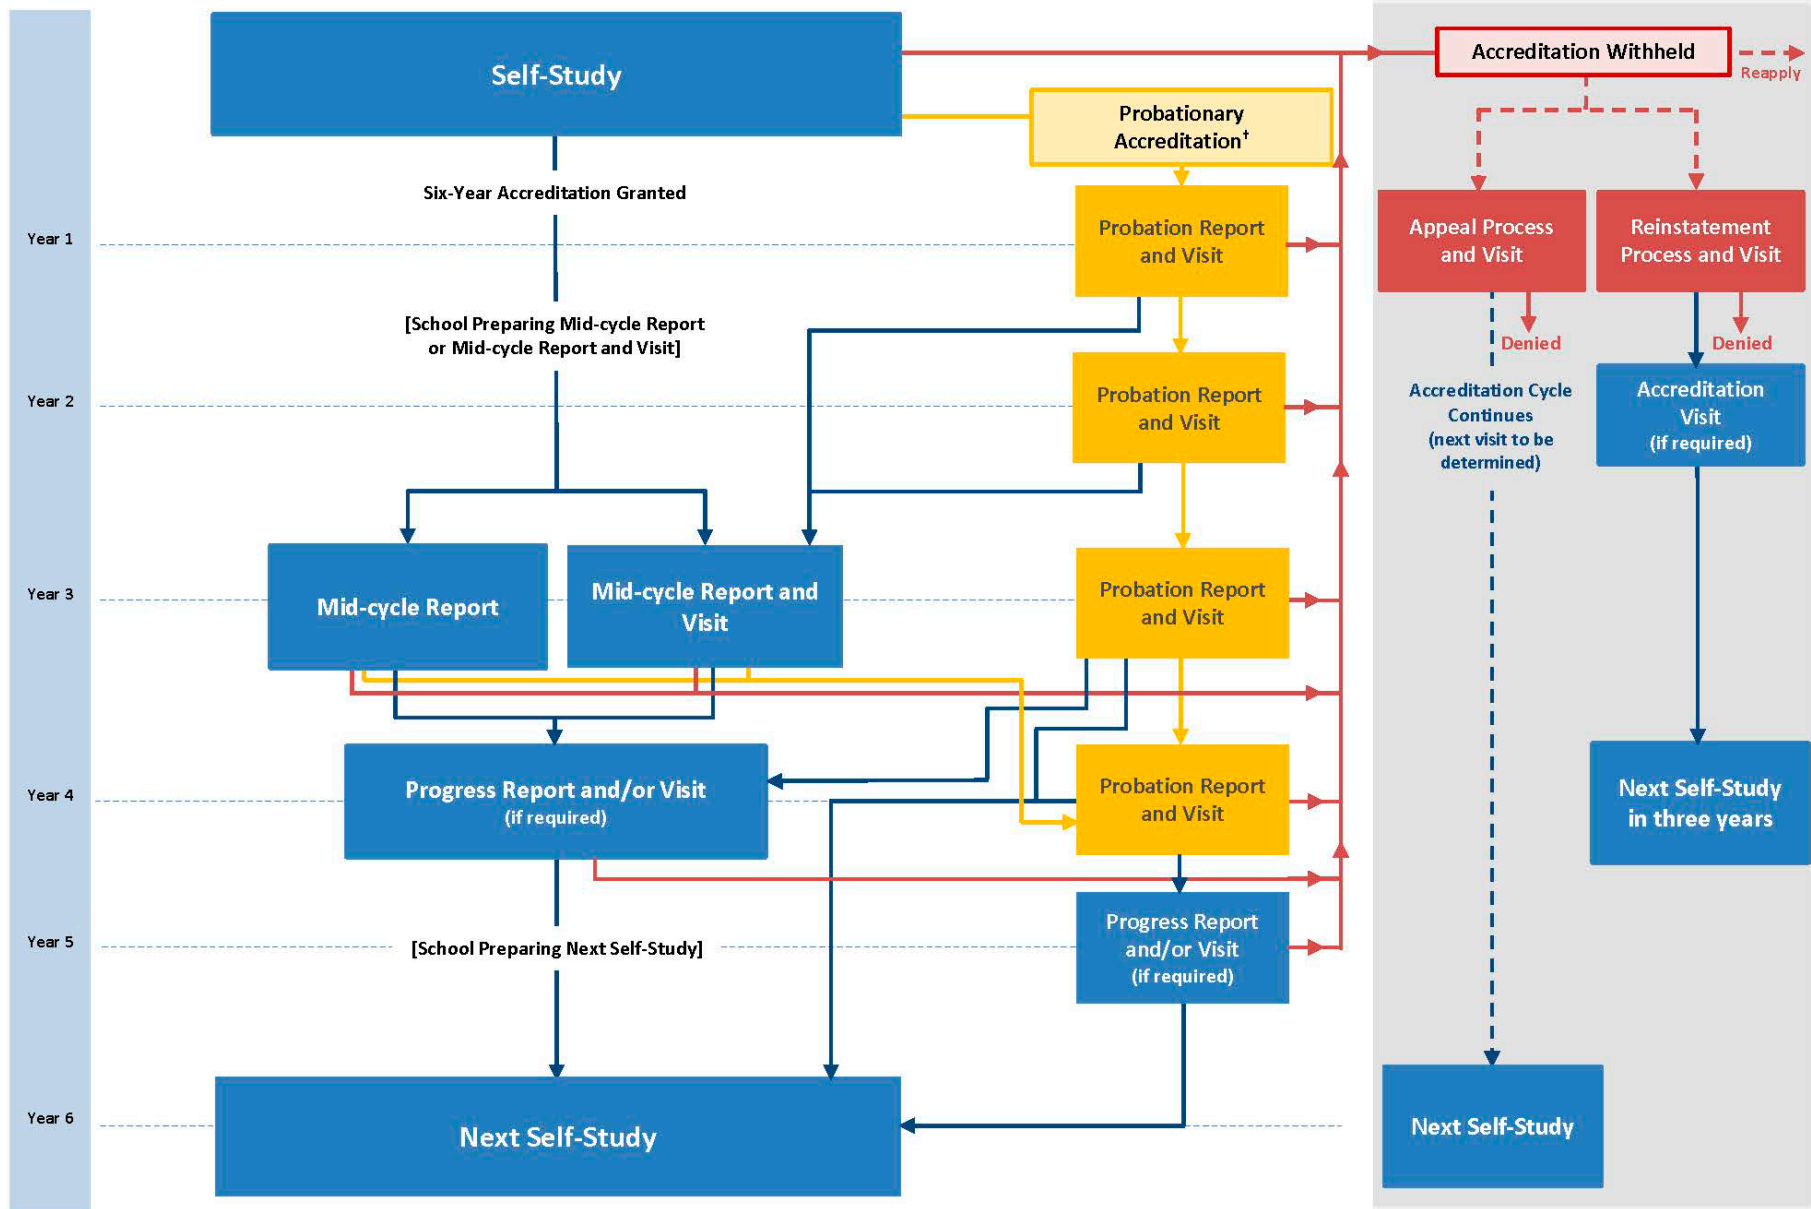 Self-Study
Accreditation Withheld
Reapply
Probationary
Accreditation†
Six-Year Accreditation Granted
Year 1
Probation Report
and Visit
Appeal Process
and Visit
Reinstatement
Process and Visit
[School Preparing Mid-cycle Report
or Mid-cycle Report and Visit]
Denied
Denied
Year 2
Probation Report
and Visit
Accreditation Cycle
Continues
(next visit to be
determined)
Accreditation
Visit
(if required)
Year 3
Mid-cycle Report
Mid-cycle Report and
Visit
Probation Report
and Visit
Year 4
Progress Report and/or Visit
(if required)
Probation Report
and Visit
Next Self-Study
in three years
Year 5
[School Preparing Next Self-Study]
Progress Report
and/or Visit
(if required)
Year 6
Next Self-Study
Next Self-Study